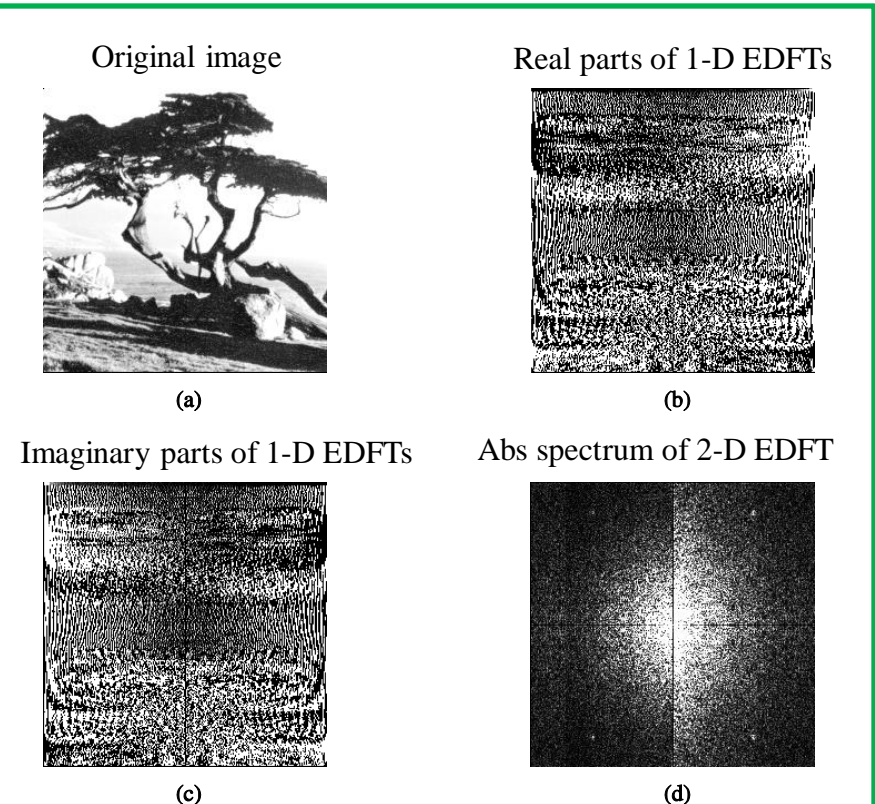 Original image
Real parts of 1-D EDFTs
(a)
(b)
Imaginary parts of 1-D EDFTs
Abs spectrum of 2-D EDFT
(c)
(d)